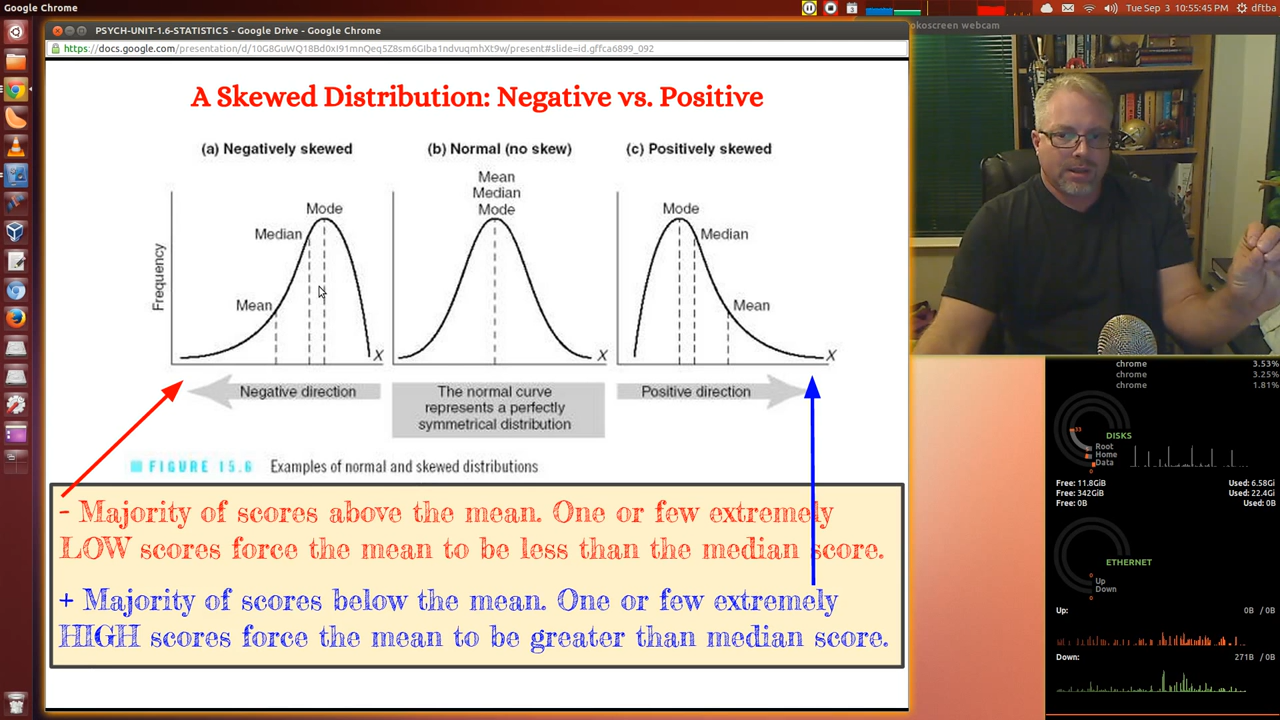 Google Chrome
Tue Sep 3 10:55:45 AM dftba
PSYCH-UNIT-1.6-STATISTICS - Google Drive - Google Chrome
okoscreen webcam
https://docs.google.com/presentation/d/10G8GuWQ18Bd0xI91mnQeq5Z8sm6GIba1ndvuqmhXt9w/present#slide=id.gffca6899_092
A Skewed Distribution: Negative vs. Positive
(a) Negatively skewed
(b) Normal (no skew)
(c) Positively skewed
Mean
Median
Mode
Mode
Mode
Median
Median
Mean
Mean
Frequency
X
X
X
Negative direction
The normal curve
represents a perfectly
symmetrical distribution
Positive direction
FIGURE 15.6 Examples of normal and skewed distributions
- Majority of scores above the mean. One or few extremely
LOW scores force the mean to be less than the median score.
+ Majority of scores below the mean. One or few extremely
HIGH scores force the mean to be greater than median score.
chrome 3.53%
chrome 3.25%
chrome 1.81%
DISKS
Root
Home
Data
Free: 11.8GiB Used: 6.58Gi
Free: 342GiB Used: 22.4Gi
Free: 0B Used: 0B
ETHERNET
Up
Down
Up: 0B / 0B
Down: 271B / 0B